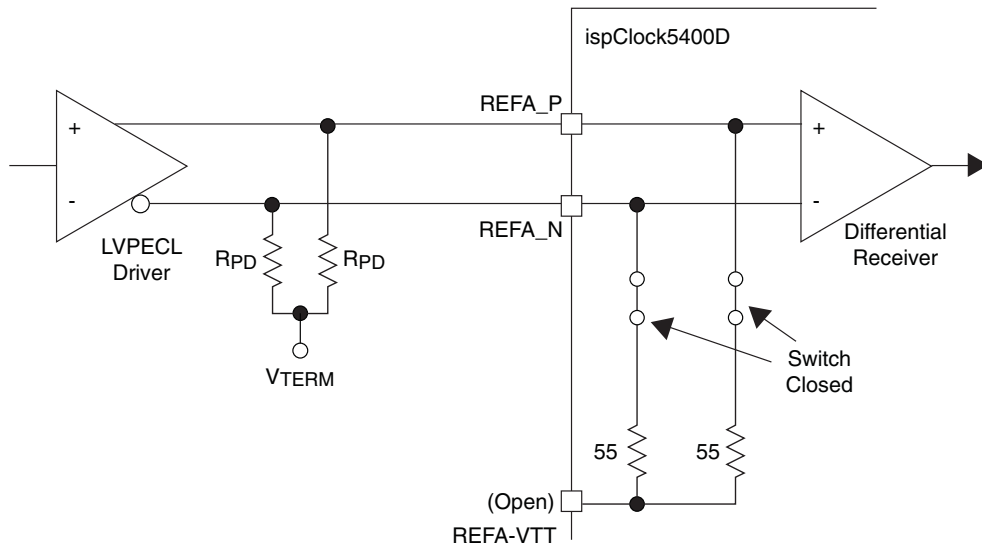 ispClock5400D
REFA_P
+
+
-
-
REFA_N
LVPECL
Driver
Differential
Receiver
RPD
RPD
VTERM
Switch
Closed
55
55
(Open)
REFA-VTT